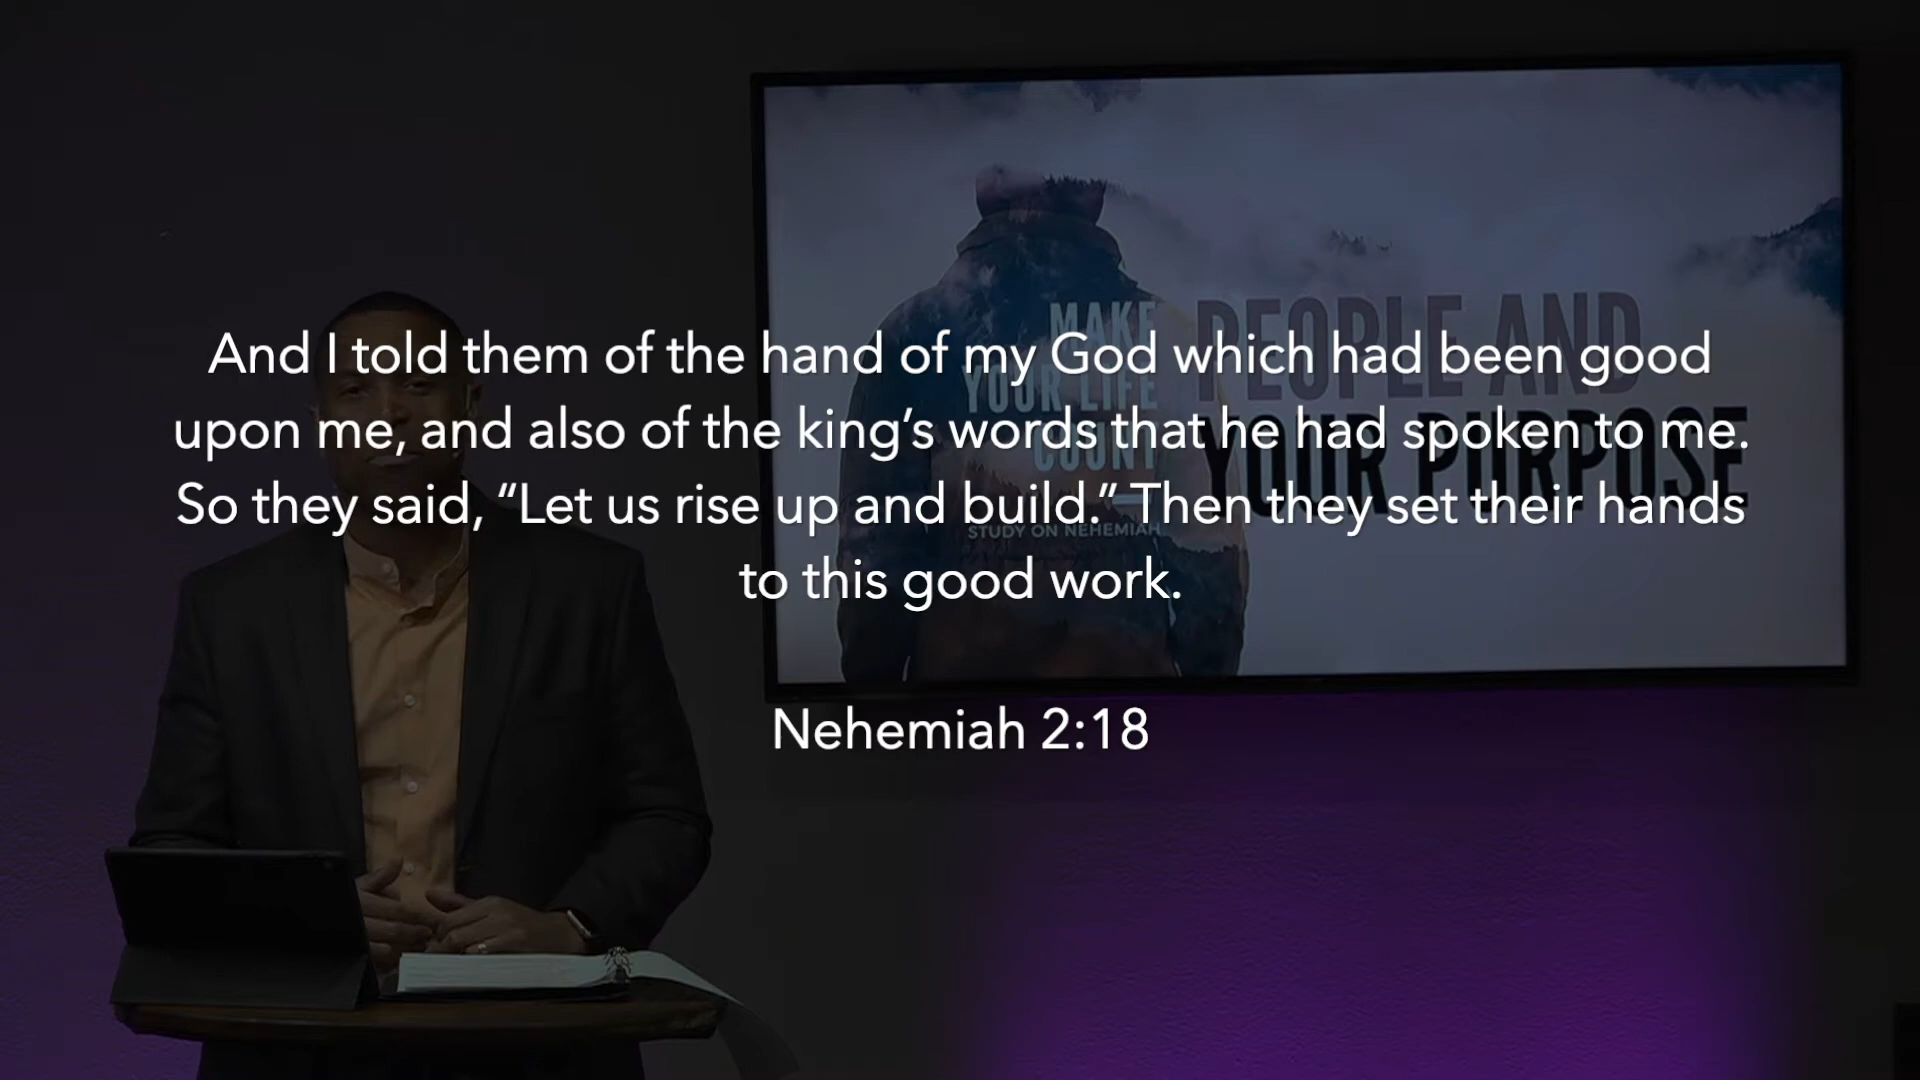 And I told them of the hand of my God which had been good
upon me, and also of the king’s words that he had spoken to me.
So they said, “Let us rise up and build.” Then they set their hands
to this good work.
Nehemiah 2:18
MAKE
YOUR LIFE
COUNT
STUDY ON NEHEMIAH
PEOPLE AND
YOUR PURPOSE